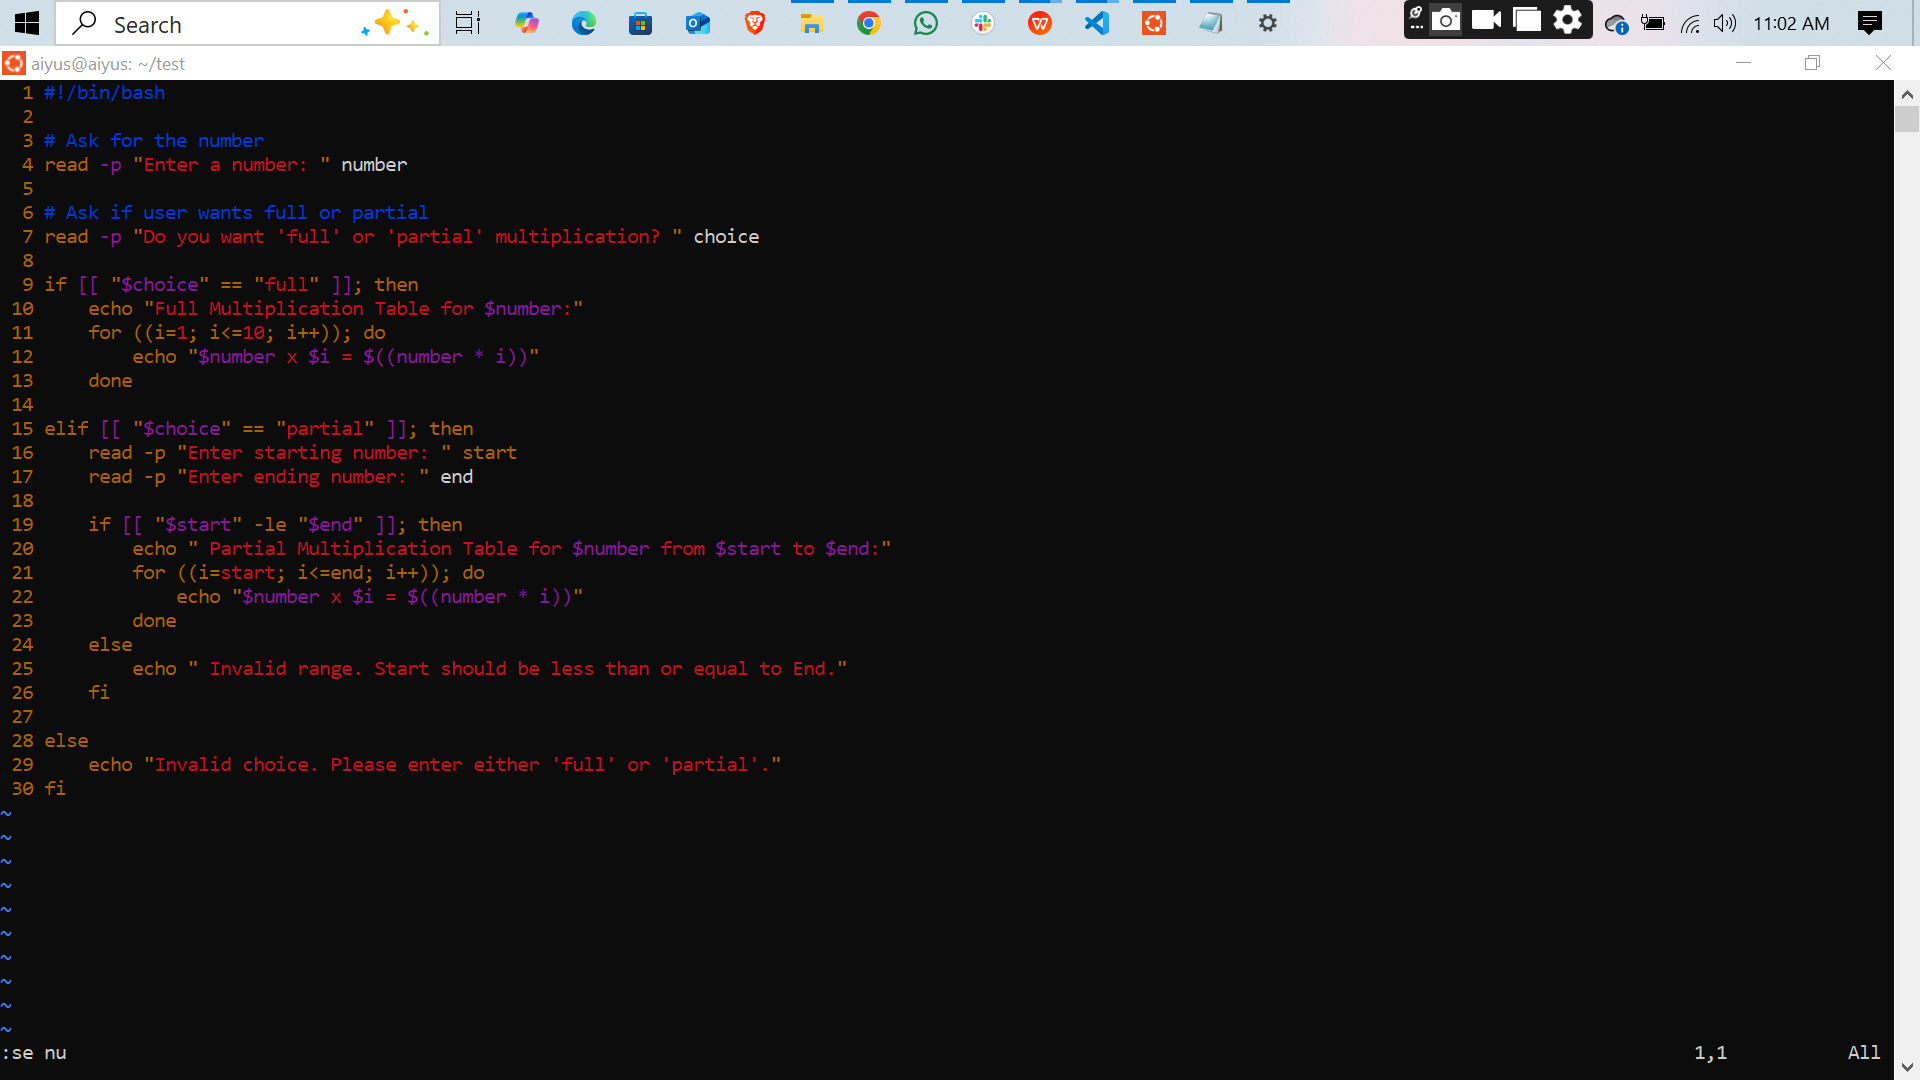 Search
11:02 AM
aiyus@aiyus: ~/test
1 #!/bin/bash
2
3 # Ask for the number
4 read -p "Enter a number: " number
5
6 # Ask if user wants full or partial
7 read -p "Do you want 'full' or 'partial' multiplication? " choice
8
9 if [[ "$choice" == "full" ]]; then
10     echo "Full Multiplication Table for $number:"
11     for ((i=1; i<=10; i++)); do
12         echo "$number x $i = $((number * i))"
13     done
14
15 elif [[ "$choice" == "partial" ]]; then
16     read -p "Enter starting number: " start
17     read -p "Enter ending number: " end
18
19     if [[ "$start" -le "$end" ]]; then
20         echo " Partial Multiplication Table for $number from $start to $end:"
21         for ((i=start; i<=end; i++)); do
22             echo "$number x $i = $((number * i))"
23         done
24     else
25         echo " Invalid range. Start should be less than or equal to End."
26     fi
27
28 else
29     echo "Invalid choice. Please enter either 'full' or 'partial'."
30 fi
~
~
~
~
~
~
~
~
~
~
:se nu 1,1 All